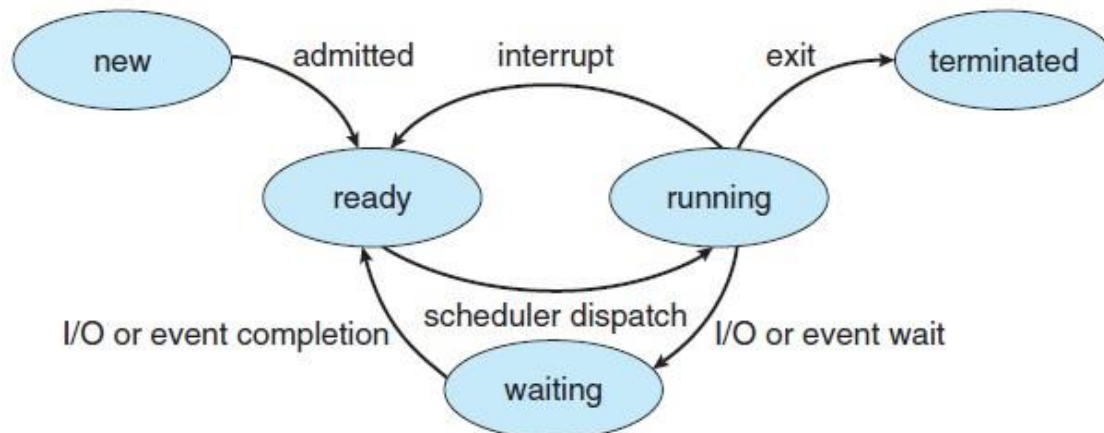 new
admitted
interrupt
exit
terminated
ready
running
I/O or event completion
scheduler dispatch
I/O or event wait
waiting